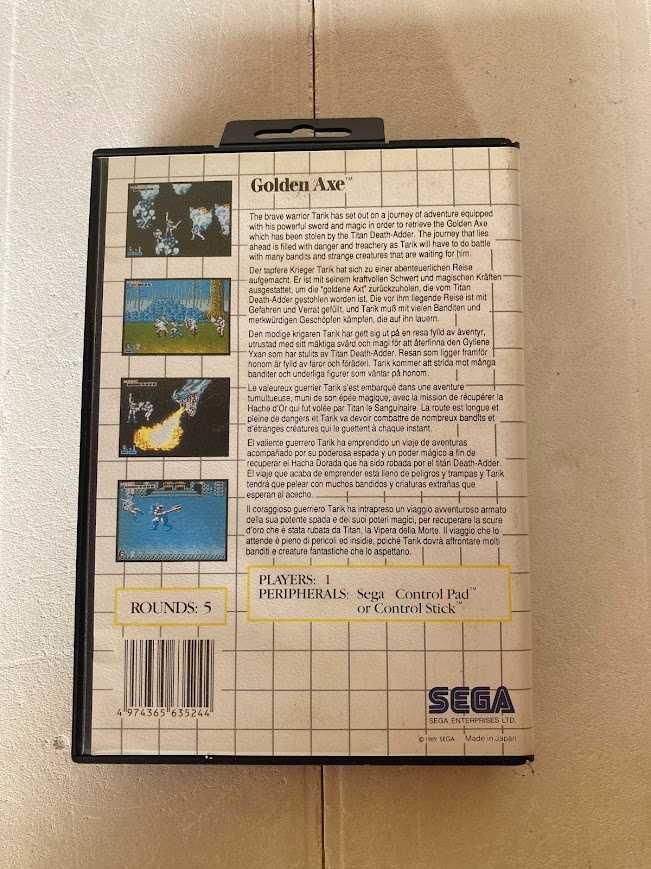 Golden Axe™
The brave warrior Tarik has set out on a journey of adventure equipped
with his powerful sword and magic in order to retrieve the Golden Axe
which has been stolen by the Titan Death-Adder. The journey that lies
ahead is filled with danger and treachery as Tarik will have to do battle
with many bandits and strange creatures that are waiting for him.
Der tapfere Krieger Tarik hat sich zu einer abenteuerlichen Reise
aufgemacht. Er ist mit seinem kraftvollen Schwert und magischen Kräften
ausgestattet, um die "goldene Axt" zurückzuholen, die vom Titan
Death-Adder gestohlen worden ist. Die vor ihm liegende Reise ist mit
Gefahren und Verrat gefüllt, und Tarik muß mit vielen Banditen und
merkwürdigen Geschöpfen kämpfen, die auf ihn lauern.
Den modige krigaren Tarik har gett sig ut på en resa fylld av äventyr,
utrustad med sitt mäktiga svärd och magi för att återfinna den Gyllene
Yxan som har stulits av Titan Death-Adder. Resan som ligger framför
honom är fylld av faror och föräderi. Tarik kommer att strida mot många
banditer och underliga figurer som väntar på honom.
Le valeureux guerrier Tarik s'est embarqué dans une aventure
tumultueuse, muni de son épée magique, avec la mission de récupérer la
Hache d'Or qui fut volée par Titan le Sanguinaire. La route est longue et
pleine de dangers et Tarik va devoir combattre de nombreux bandits et
d'étranges créatures qui le guettent à chaque instant.
El valiente guerrero Tarik ha emprendido un viaje de aventuras
acompañado por su poderosa espada y un poder mágico a fin de
recuperar el Hacha Dorada que ha sido robada por el titán Death-Adder.
El viaje que acaba de emprender está lleno de peligros y trampas y Tarik
tendrá que pelear con muchos bandidos y criaturas extrañas que
esperan al acecho.
Il coraggioso guerriero Tarik ha intrapreso un viaggio avventuroso armato
della sua potente spada e dei suoi poteri magici, per recuperare la scure
d'oro che è stata rubata da Titan, la Vipera della Morte. Il viaggio che lo
attende è pieno di pericoli ed insidie, poichè Tarik dovrà affrontare molti
banditi e creature fantastiche che lo aspettano.
PLAYERS: 1
PERIPHERALS: Sega Control Pad™
or Control Stick™
ROUNDS: 5
4 974365 635244
SEGA
SEGA ENTERPRISES LTD.
© 1989 SEGA Made in Japan